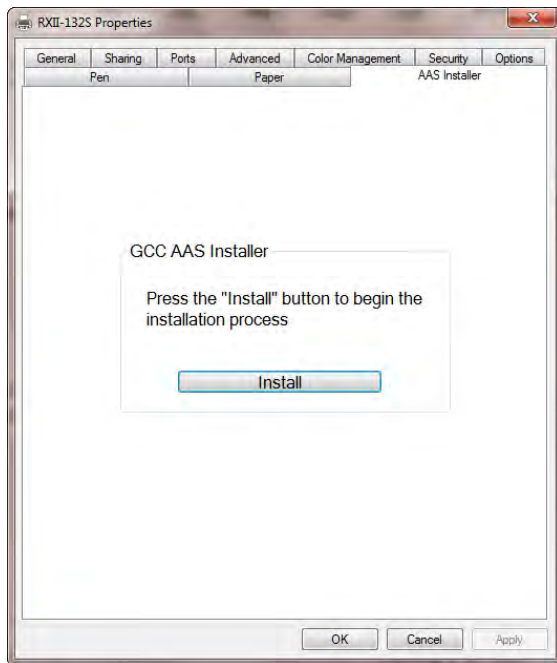 RXII-132S Properties
General Sharing Ports Advanced Color Management Security Options
Pen Paper AAS Installer
GCC AAS Installer
Press the "Install" button to begin the
installation process
Install
OK Cancel Apply